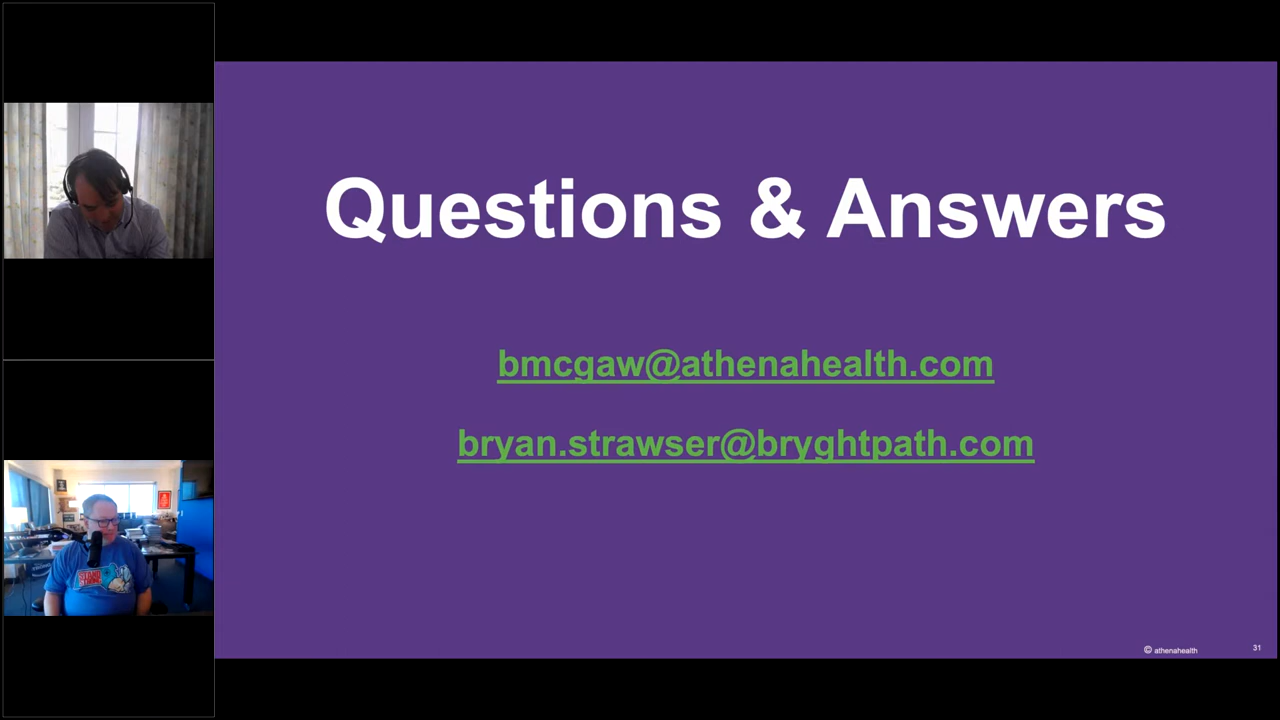 Questions & Answers
bmcgaw@athenahealth.com
bryan.strawser@bryghtpath.com
© athenahealth
31